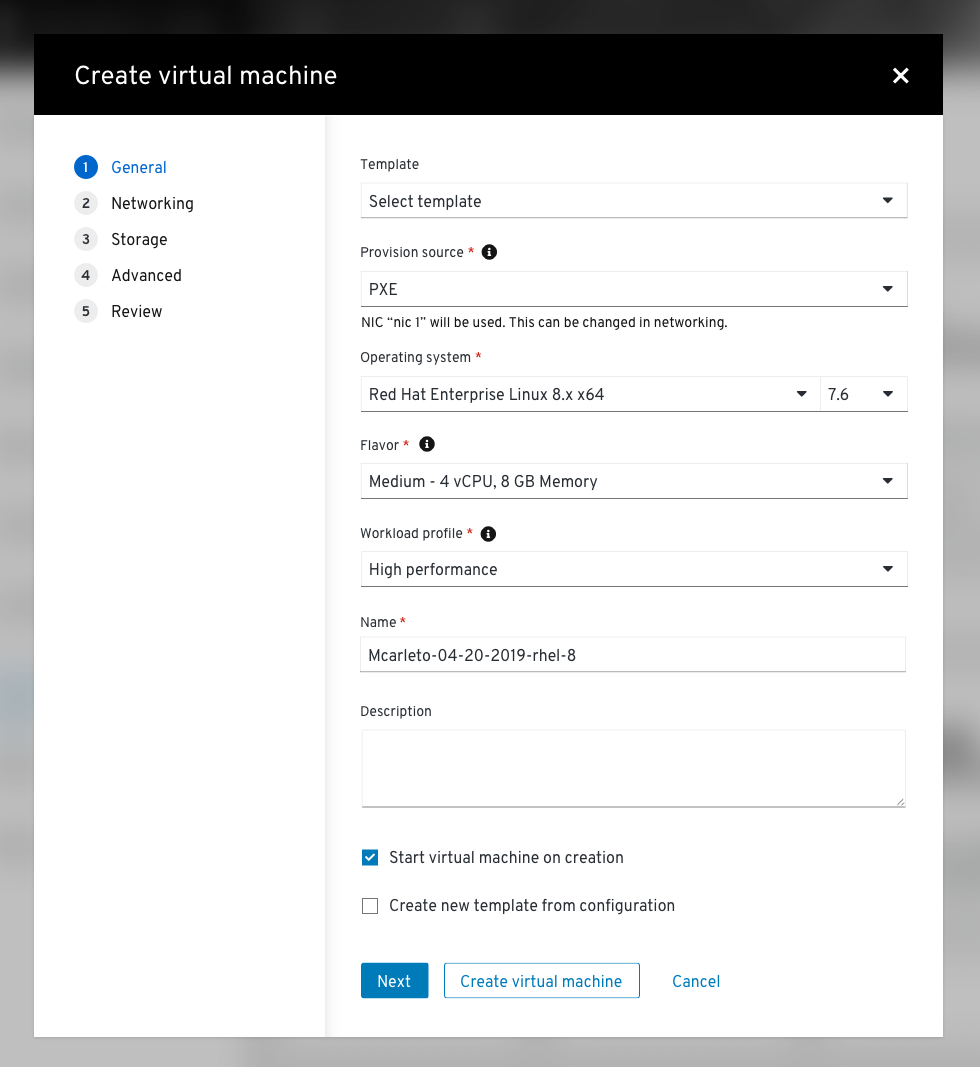 Create virtual machine
1 General
2 Networking
3 Storage
4 Advanced
5 Review
Template
Select template
Provision source *
PXE
NIC “nic 1” will be used. This can be changed in networking.
Operating system *
Red Hat Enterprise Linux 8.x x64 7.6
Flavor *
Medium - 4 vCPU, 8 GB Memory
Workload profile *
High performance
Name *
Mcarleto-04-20-2019-rhel-8
Description
Start virtual machine on creation
Create new template from configuration
Next Create virtual machine Cancel